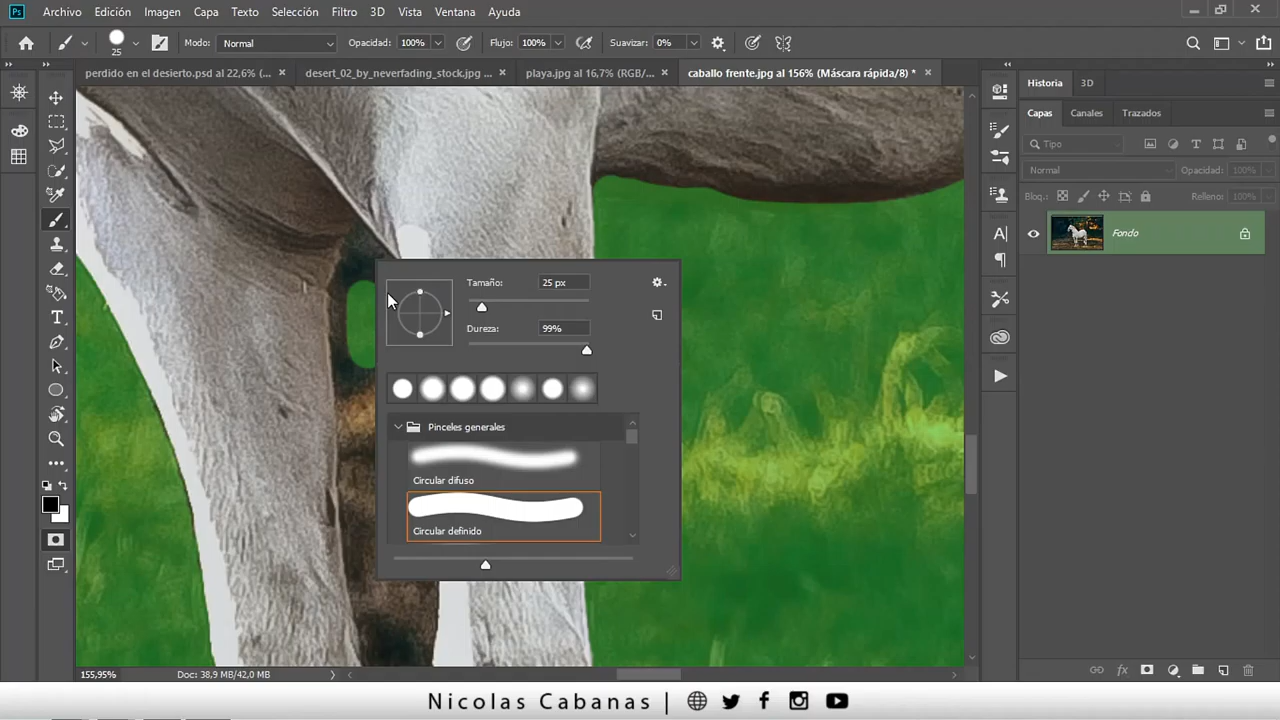 Ps Archivo Edición Imagen Capa Texto Selección Filtro 3D Vista Ventana Ayuda
25 Modo: Normal Opacidad: 100% Flujo: 100% Suavizar: 0%
perdido en el desierto.psd al 22,6% (... × desert_02_by_neverfading_stock.jpg ... × playa.jpg al 16,7% (RGB/... × caballo frente.jpg al 156% (Máscara rápida/8) * ×
Historia 3D
Capas Canales Trazados
Tipo
Normal Opacidad: 100%
Bloq.: Relleno: 100%
Fondo
Tamaño: 25 px
Dureza: 99%
Pinceles generales
Circular difuso
Circular definido
155,95% Doc: 38,9 MB/42,0 MB
Nicolas Cabanas |